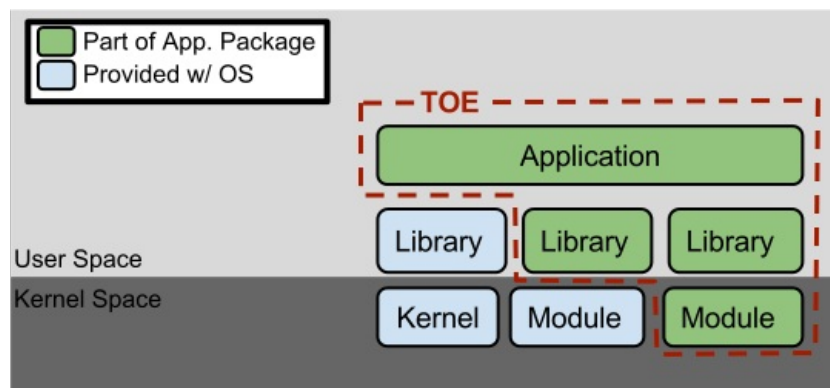 Part of App. Package
Provided w/ OS
TOE
Application
Library Library Library
User Space
Kernel Space
Kernel Module Module